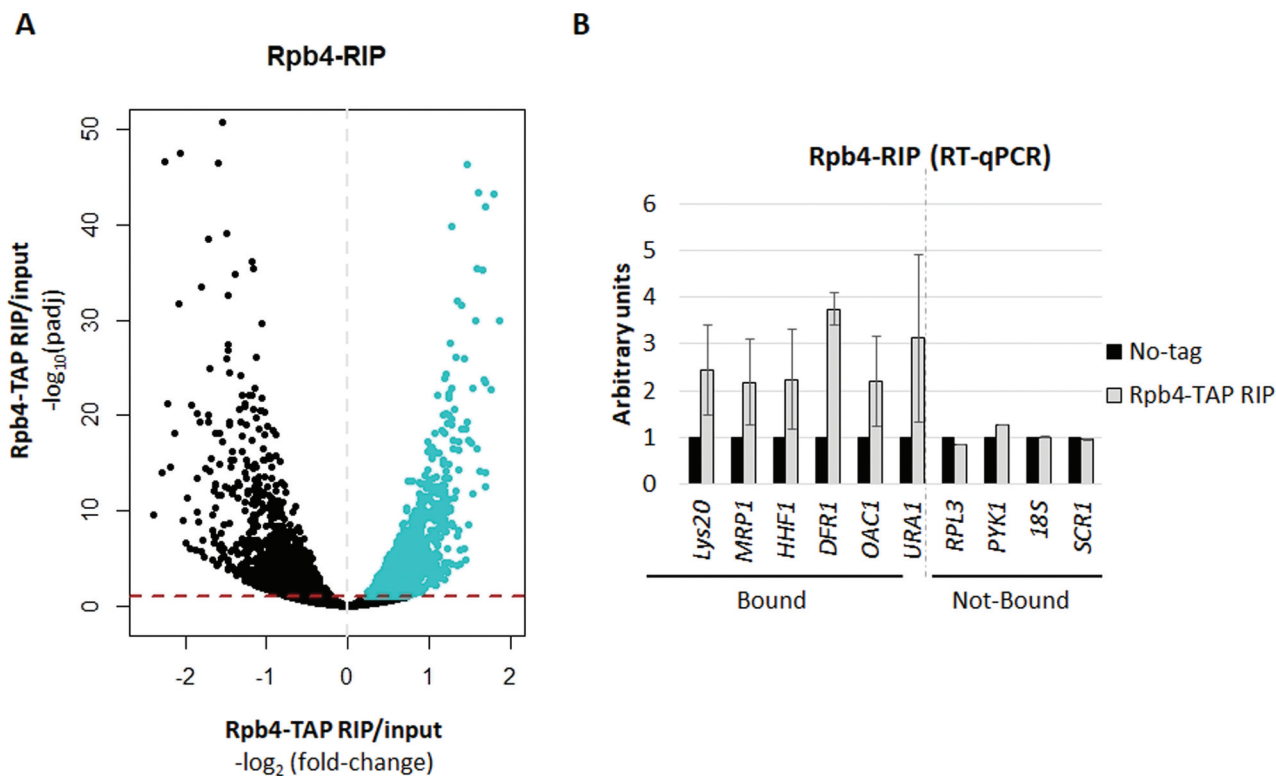 A
Rpb4-RIP
Rpb4-TAP RIP/input
-log₁₀(padj)
50
40
30
20
10
0
-2
-1
0
1
2
Rpb4-TAP RIP/input
-log₂ (fold-change)
B
Rpb4-RIP (RT-qPCR)
Arbitrary units
6
5
4
3
2
1
0
Lys20
MRP1
HHF1
DFR1
OAC1
URA1
RPL3
PYK1
18S
SCR1
Bound
Not-Bound
No-tag
Rpb4-TAP RIP